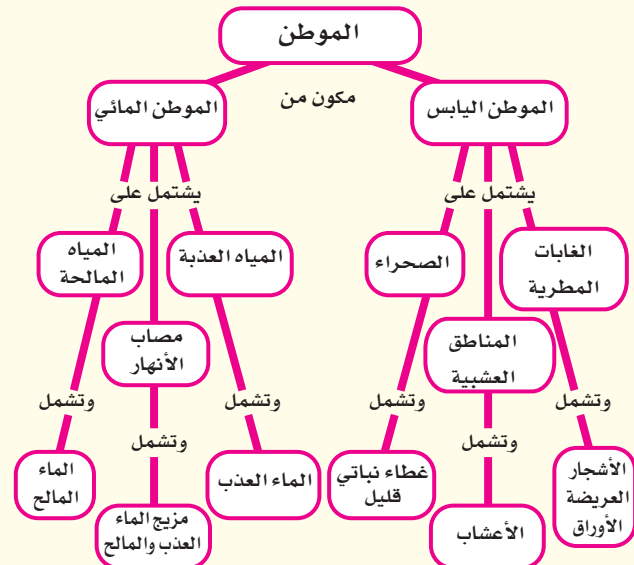 الموطن
مكون من
الموطن اليابس
الموطن المائي
يشتمل على
يشتمل على
الغابات
المطرية
الصحراء
المياه العذبة
المياه
المالحة
المناطق
العشبية
مصاب
الأنهار
وتشمل
وتشمل
وتشمل
وتشمل
وتشمل
وتشمل
الأشجار
العريضة
الأوراق
غطاء نباتي
قليل
الماء العذب
الماء
المالح
الأعشاب
مزيج الماء
العذب والمالح